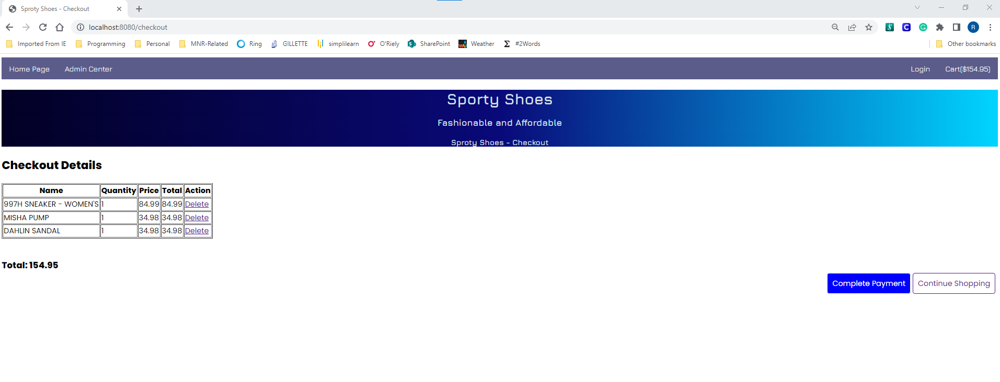 Sproty Shoes - Checkout
localhost:8080/checkout
R
Imported From IE Programming Personal MNR-Related Ring GILLETTE simplilearn O'Riely SharePoint Weather #2Words Other bookmarks
Home Page Admin Center Login Cart($154.95)
Sporty Shoes
Fashionable and Affordable
Sproty Shoes - Checkout
Checkout Details
Name Quantity Price Total Action
997H SNEAKER - WOMEN'S 1 84.99 84.99 Delete
MISHA PUMP 1 34.98 34.98 Delete
DAHLIN SANDAL 1 34.98 34.98 Delete
Total: 154.95
Complete Payment Continue Shopping